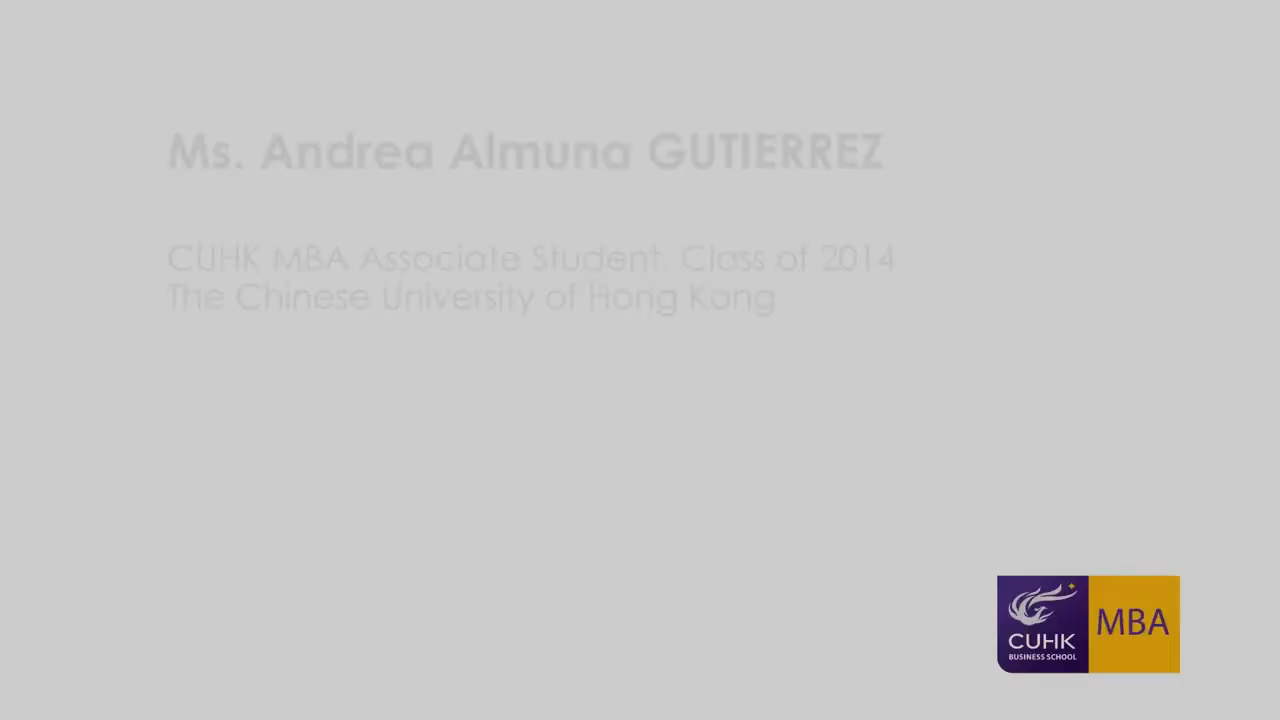 Ms. Andrea Almuna GUTIERREZ
CUHK MBA Associate Student, Class of 2014
The Chinese University of Hong Kong
CUHK
BUSINESS SCHOOL
MBA